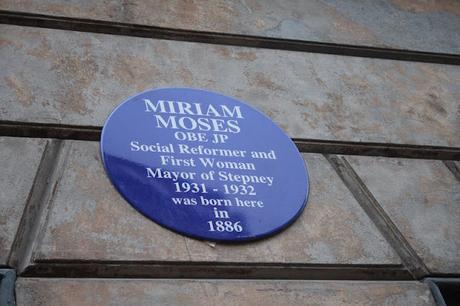 MIRIAM
MOSES
OBE JP
Social Reformer and
First Woman
Mayor of Stepney
1931 - 1932
was born here
in
1886